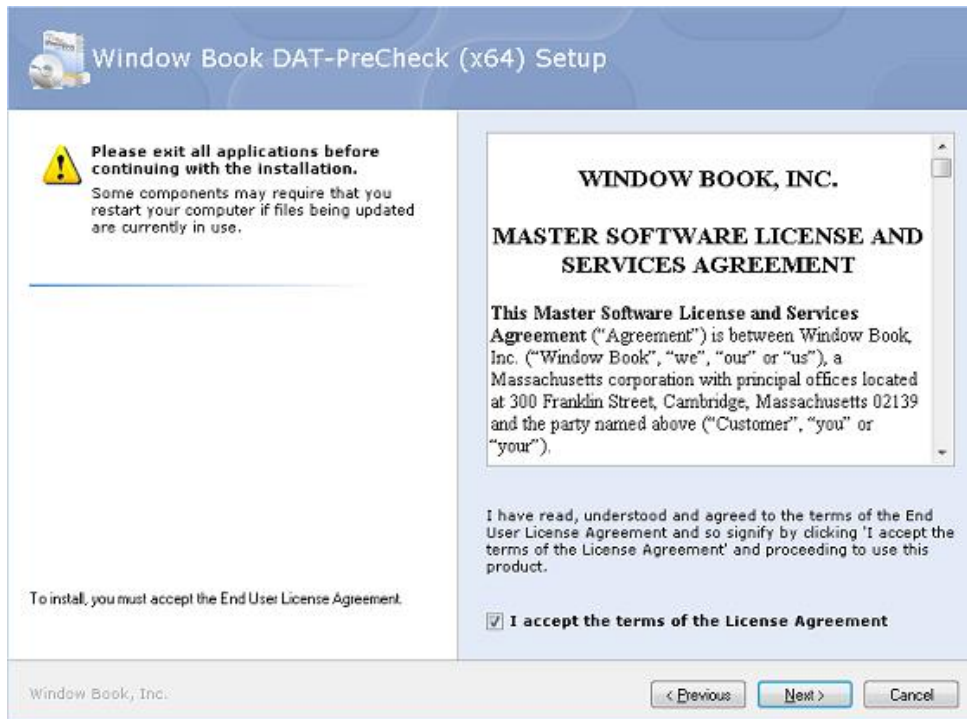 Window Book DAT-PreCheck (x64) Setup
Please exit all applications before
continuing with the installation.
Some components may require that you
restart your computer if files being updated
are currently in use.
To install, you must accept the End User License Agreement.
WINDOW BOOK, INC.
MASTER SOFTWARE LICENSE AND
SERVICES AGREEMENT
This Master Software License and Services
Agreement (“Agreement”) is between Window Book,
Inc. (“Window Book”, “we”, “our” or “us”), a
Massachusetts corporation with principal offices located
at 300 Franklin Street, Cambridge, Massachusetts 02139
and the party named above (“Customer”, “you” or
“your”).
I have read, understood and agreed to the terms of the End
User License Agreement and so signify by clicking 'I accept the
terms of the License Agreement' and proceeding to use this
product.
I accept the terms of the License Agreement
Window Book, Inc.
< Previous
Next >
Cancel